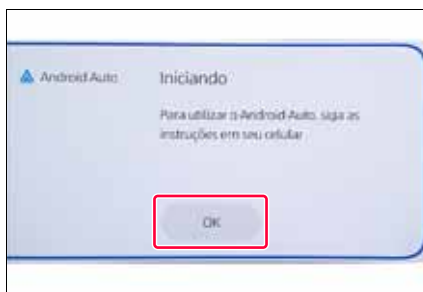 Android Auto
Iniciando
Para utilizar o Android Auto, siga as
instruções em seu celular
OK